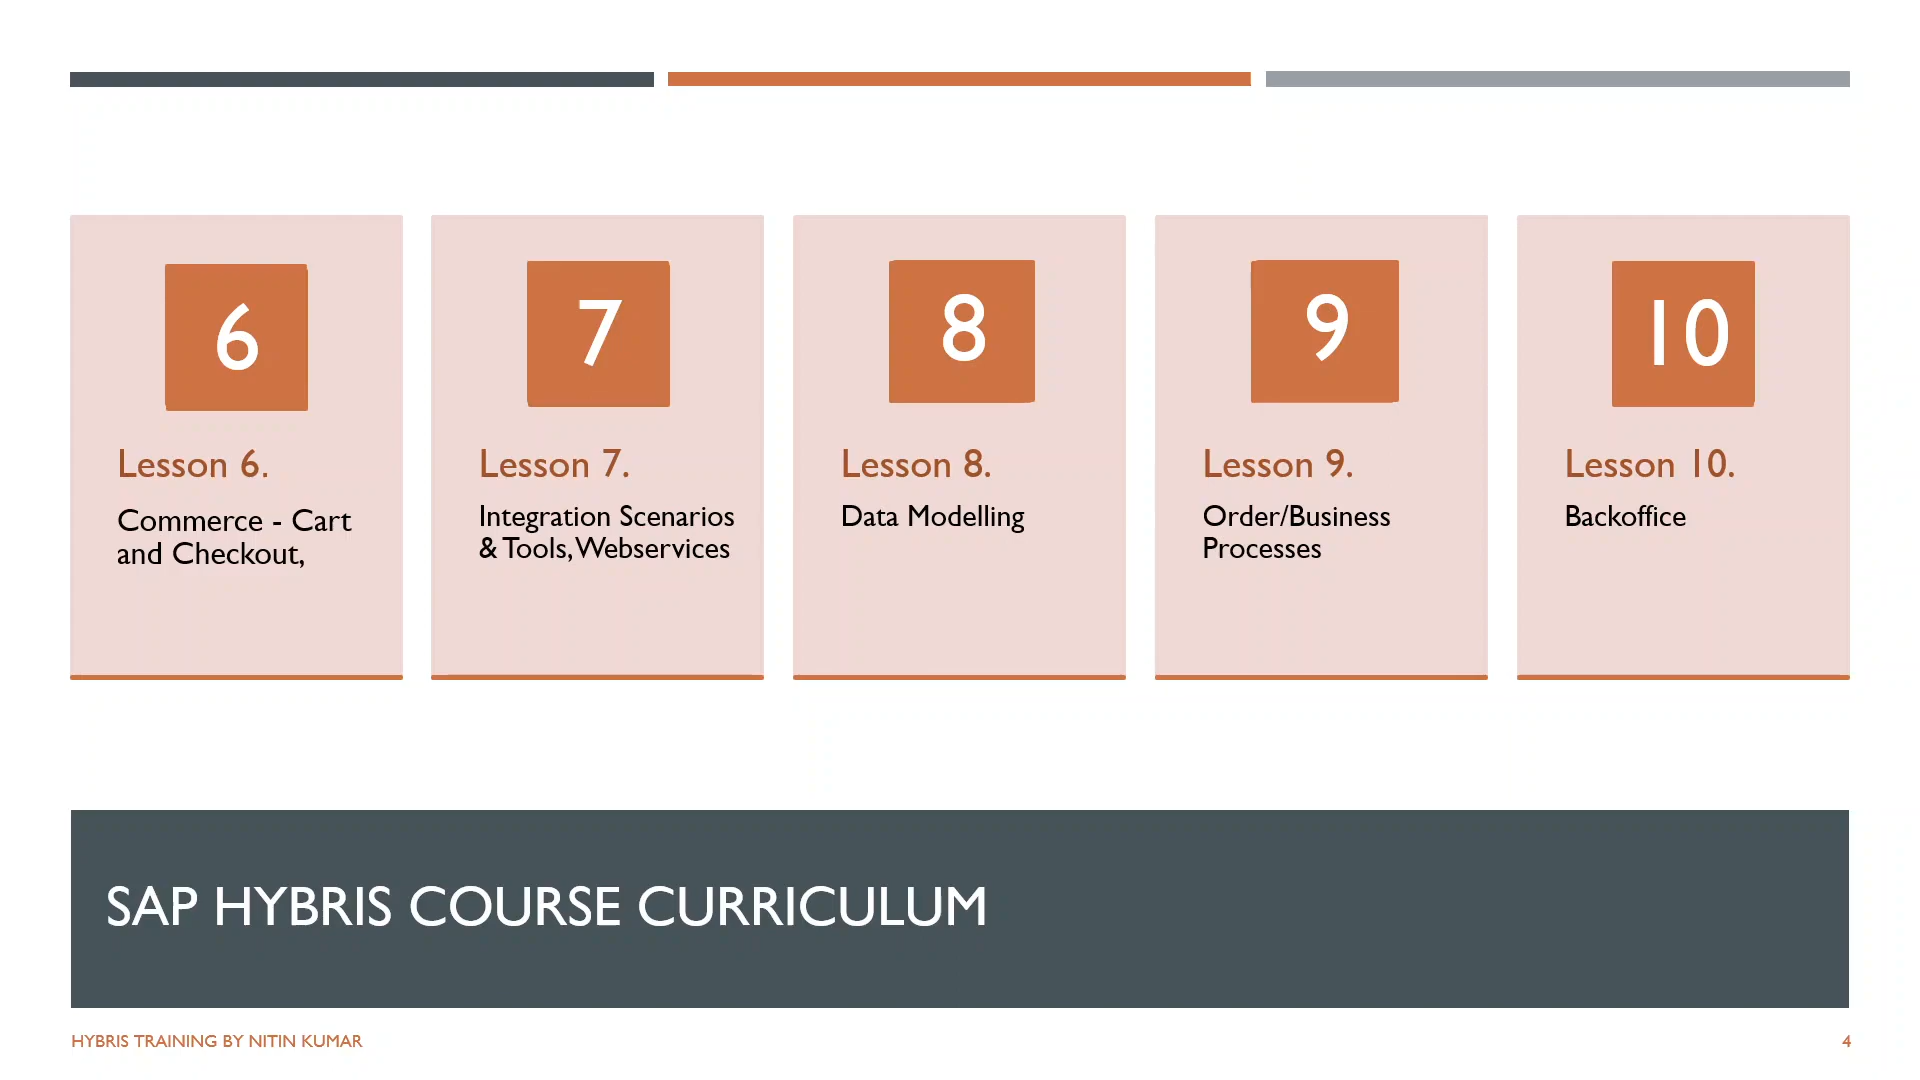 6
Lesson 6.
Commerce - Cart
and Checkout,
7
Lesson 7.
Integration Scenarios
& Tools, Webservices
8
Lesson 8.
Data Modelling
9
Lesson 9.
Order/Business
Processes
10
Lesson 10.
Backoffice
SAP HYBRIS COURSE CURRICULUM
HYBRIS TRAINING BY NITIN KUMAR
4